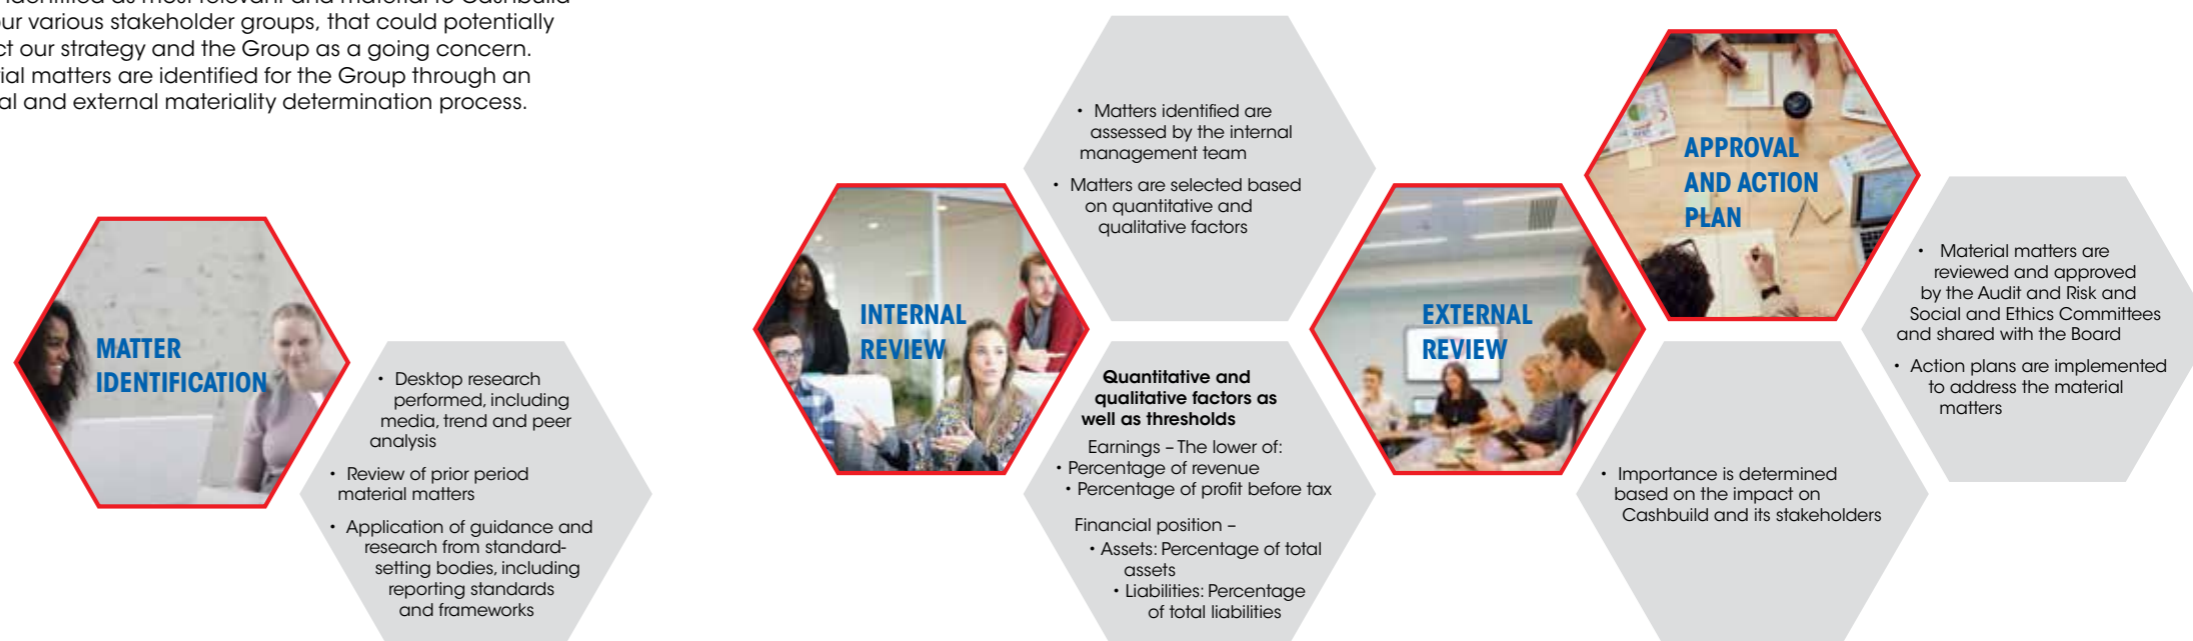 our various stakeholder groups, that could potentially
our strategy and the Group as a going concern.
matters are identified for the Group through an
and external materiality determination process.
MATTER
IDENTIFICATION
• Desktop research
performed, including
media, trend and peer
analysis
• Review of prior period
material matters
• Application of guidance and
research from standard-
setting bodies, including
reporting standards
and frameworks
INTERNAL
REVIEW
• Matters identified are
assessed by the internal
management team
• Matters are selected based
on quantitative and
qualitative factors
Quantitative and
qualitative factors as
well as thresholds
Earnings – The lower of:
• Percentage of revenue
• Percentage of profit before tax
Financial position –
• Assets: Percentage of total
assets
• Liabilities: Percentage
of total liabilities
EXTERNAL
REVIEW
• Importance is determined
based on the impact on
Cashbuild and its stakeholders
APPROVAL
AND ACTION
PLAN
• Material matters are
reviewed and approved
by the Audit and Risk and
Social and Ethics Committees
and shared with the Board
• Action plans are implemented
to address the material
matters